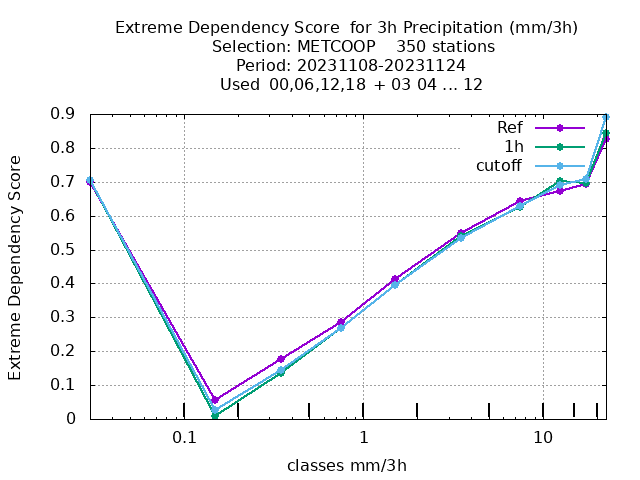 Extreme Dependency Score  for 3h Precipitation (mm/3h)
Selection: METCOOP    350 stations
Period: 20231108-20231124
Used  00,06,12,18  + 03 04 ... 12
Extreme Dependency Score
0.9
0.8
0.7
0.6
0.5
0.4
0.3
0.2
0.1
0
Ref
1h
cutoff
0.1 1 10
classes mm/3h